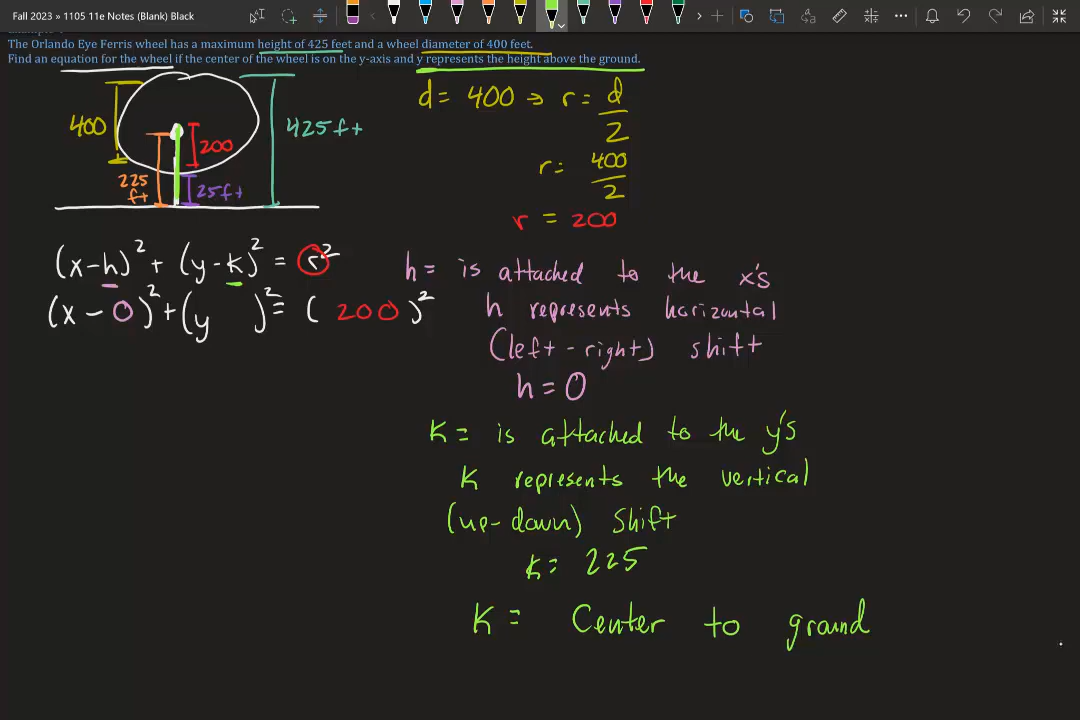 Fall 2023 » 1105 11e Notes (Blank) Black
The Orlando Eye Ferris wheel has a maximum height of 425 feet and a wheel diameter of 400 feet.
Find an equation for the wheel if the center of the wheel is on the y-axis and y represents the height above the ground.
400
200
225 ft
25ft
425ft
d = 400 ⇒ r = d/2
r = 400/2
r = 200
(x-h)² + (y-k)² = r²
(x - 0)² + (y )² = ( 200 )²
h = is attached to the x's
h represents horizontal
(left - right) shift
h = 0
K = is attached to the y's
K represents the vertical
(up-down) Shift
K = 225
K = Center to ground